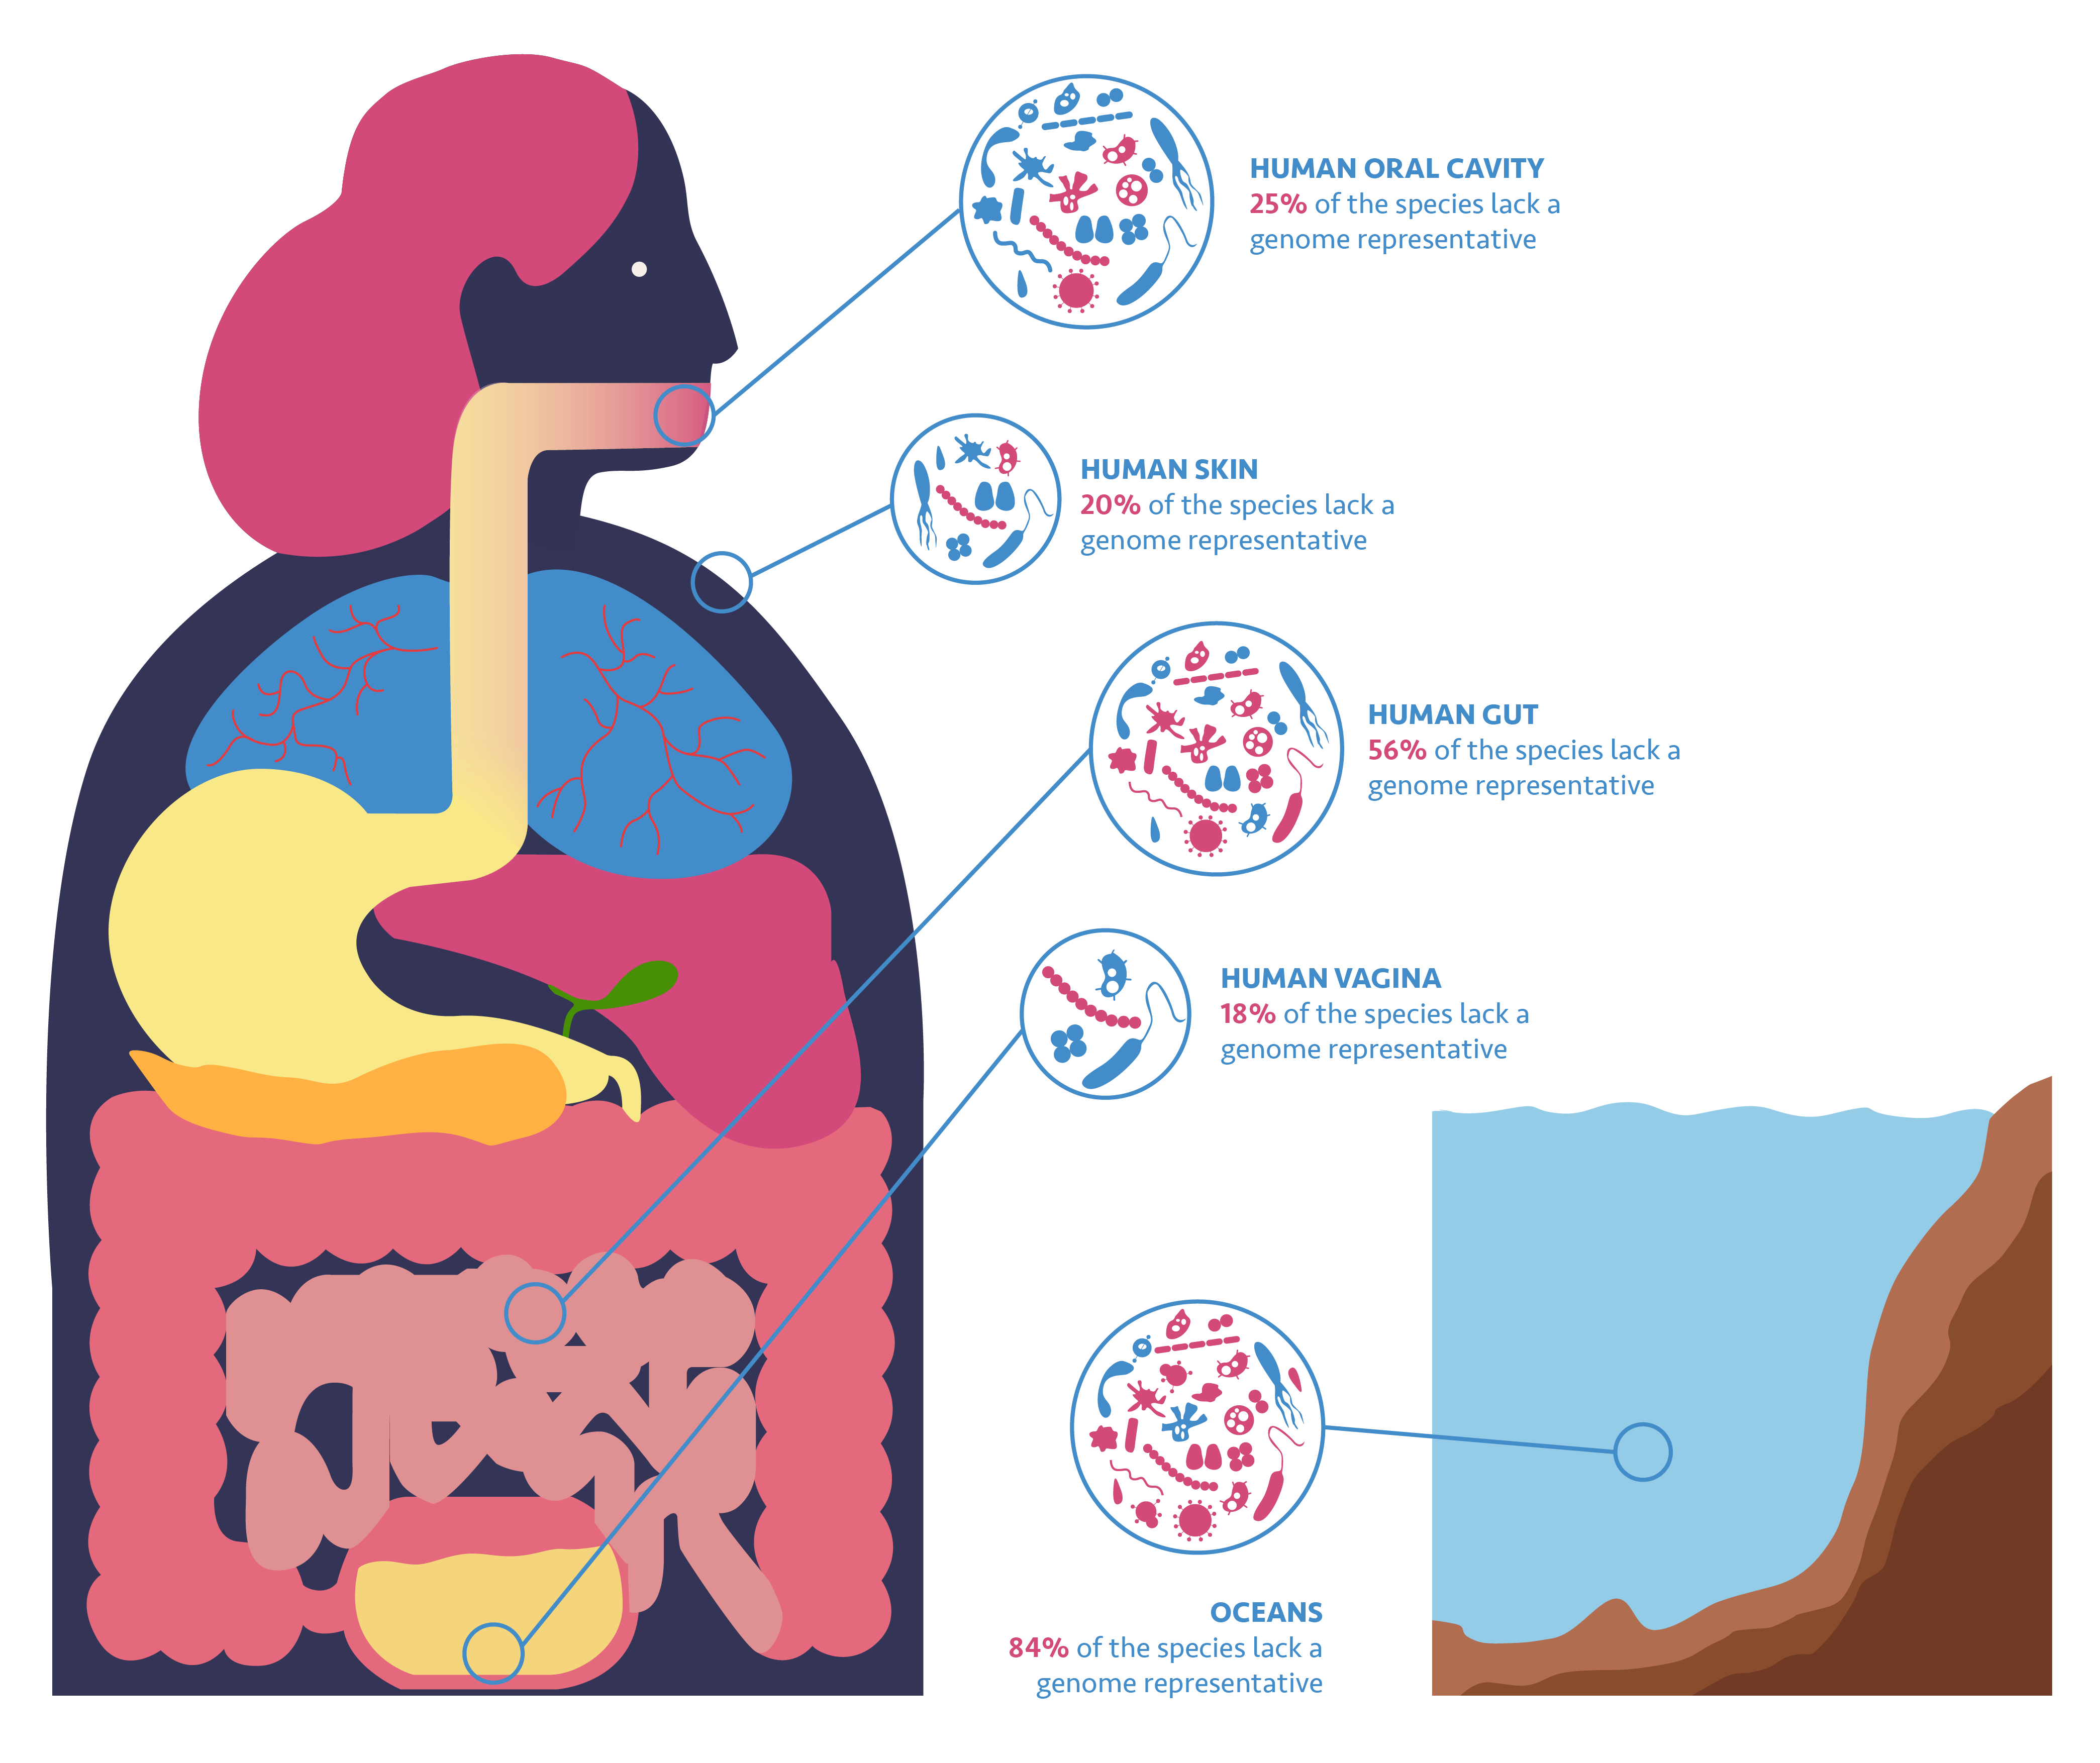 HUMAN ORAL CAVITY
25% of the species lack a
genome representative
HUMAN SKIN
20% of the species lack a
genome representative
HUMAN GUT
56% of the species lack a
genome representative
HUMAN VAGINA
18% of the species lack a
genome representative
OCEANS
84% of the species lack a
genome representative